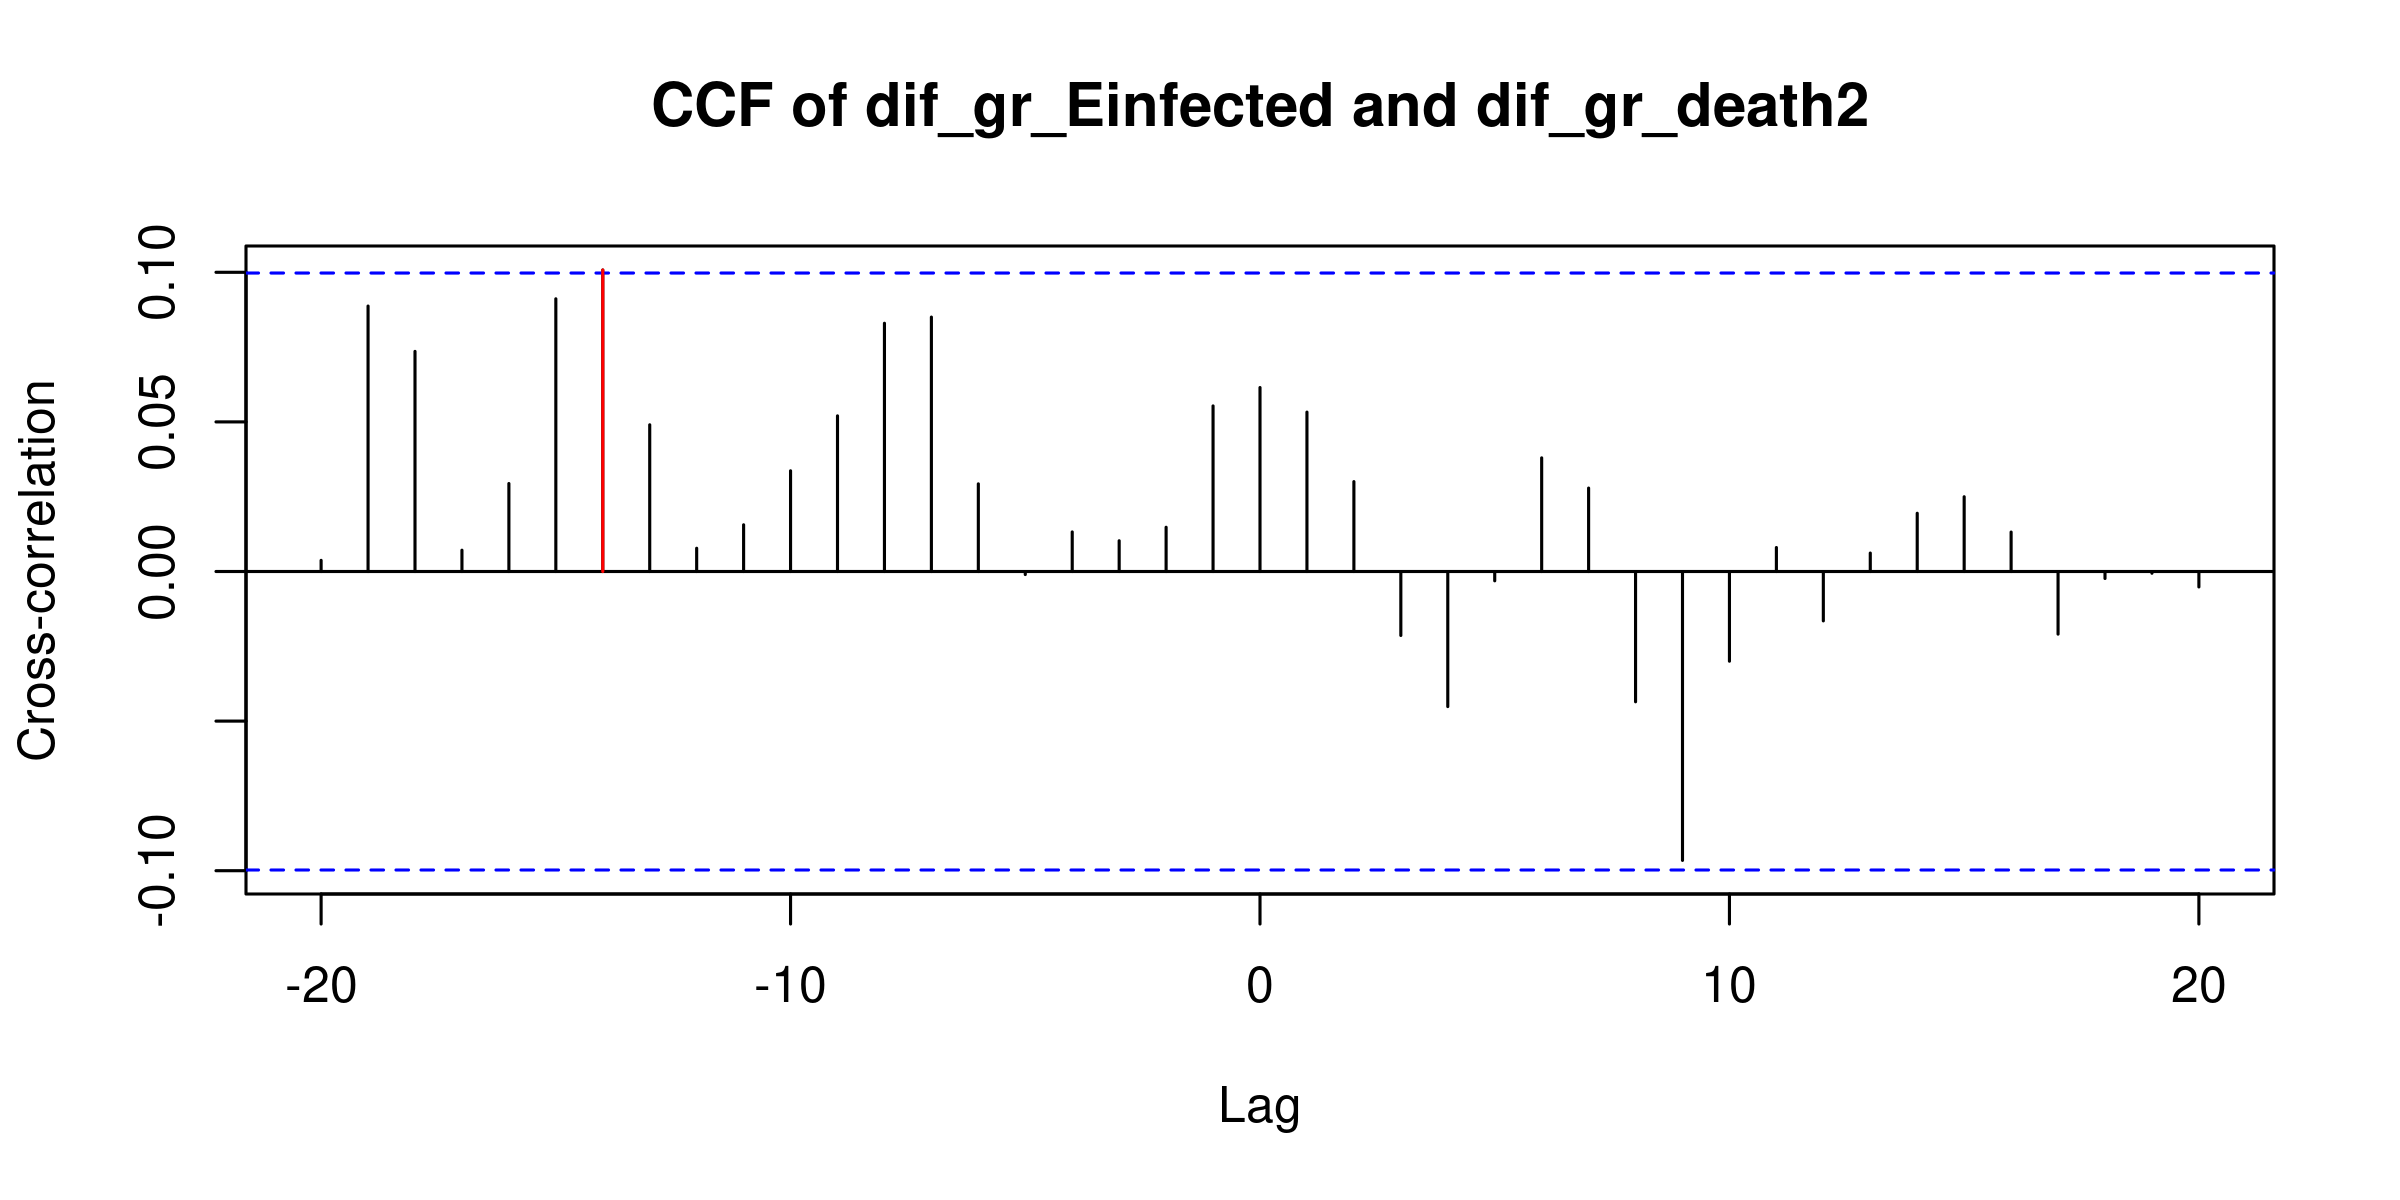 CCF of dif_gr_Einfected and dif_gr_death2
Cross-correlation
0.10
0.05
0.00
-0.10
-20 -10 0 10 20
Lag